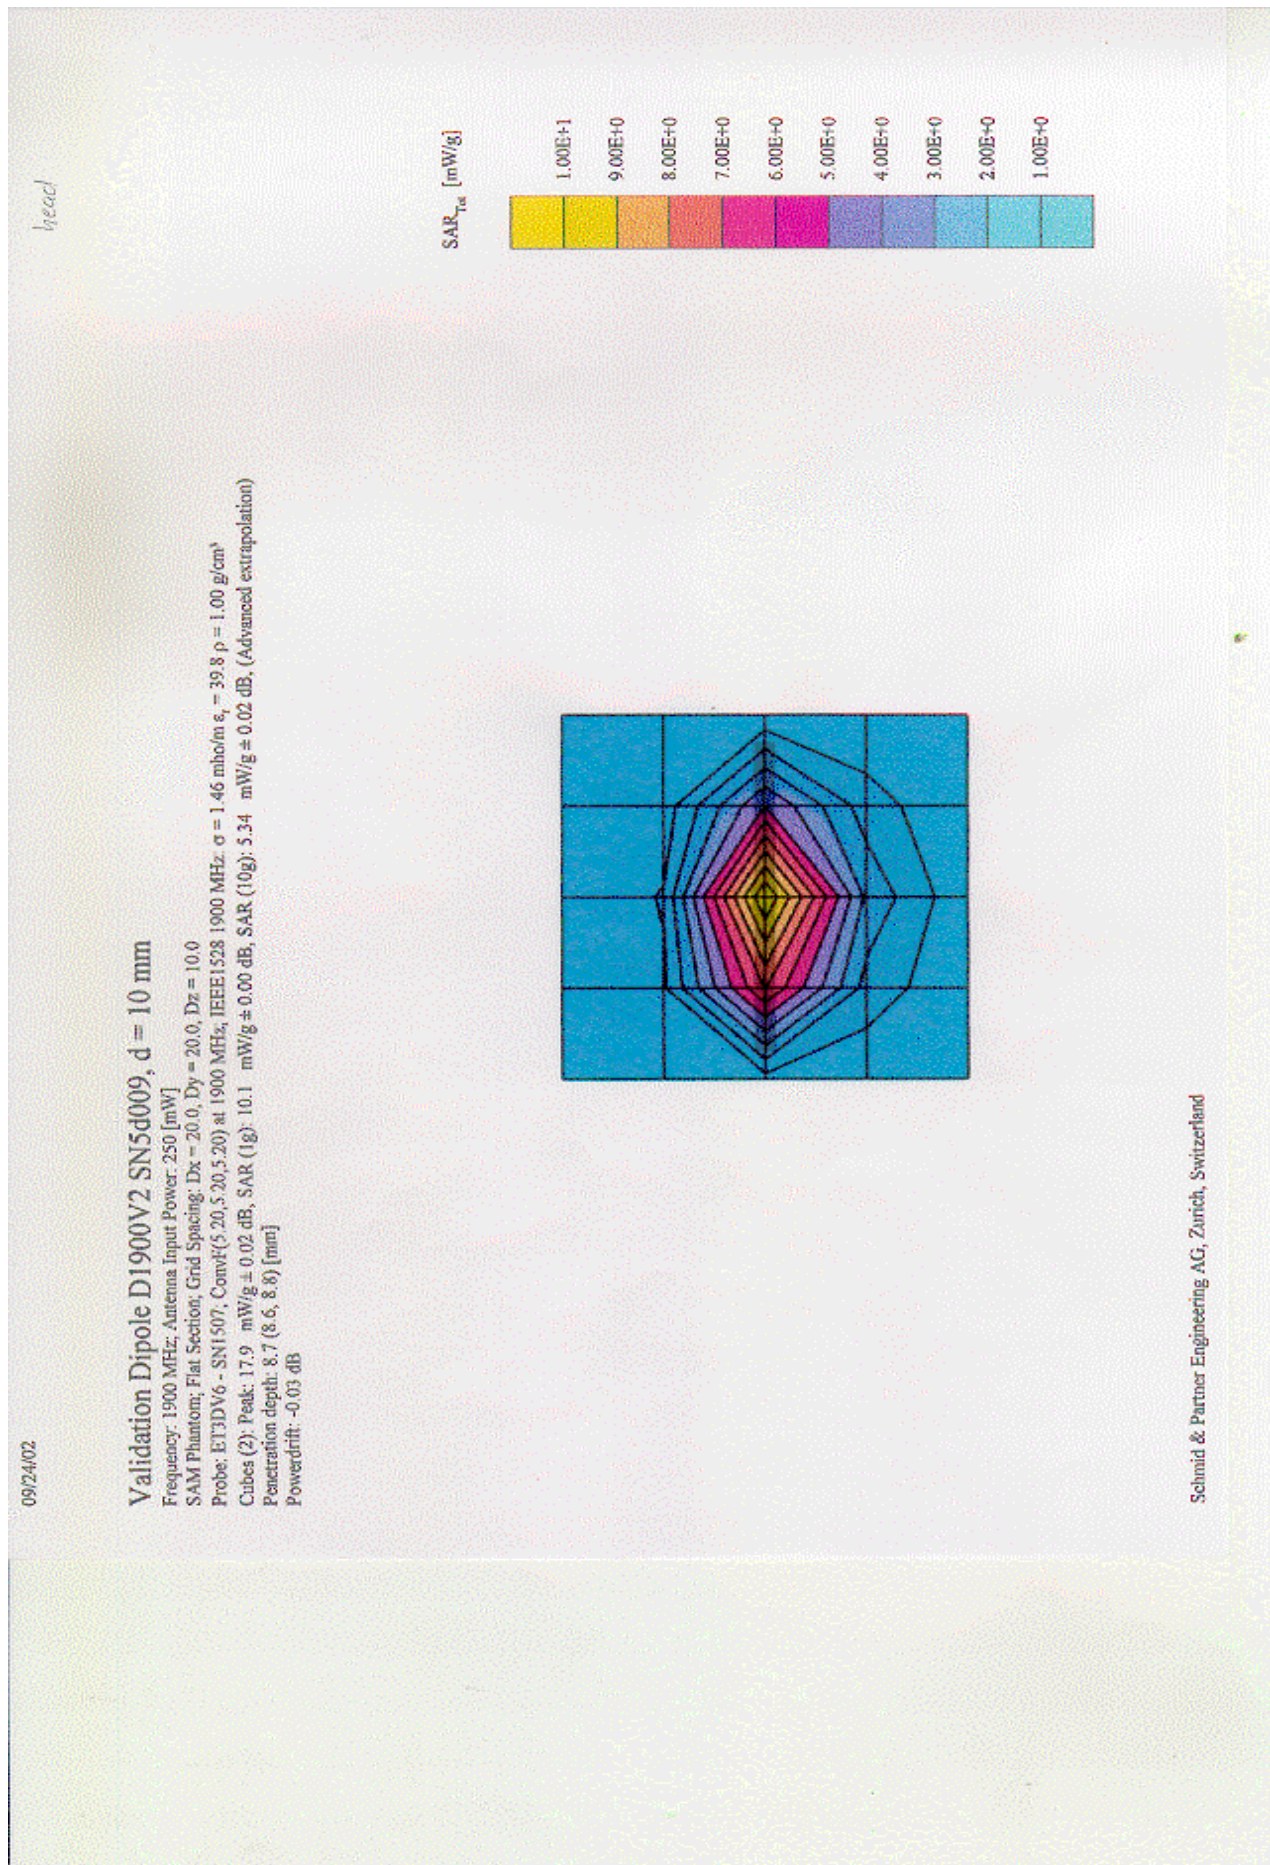 09/24/02
head
Validation Dipole D1900V2 SN5d009, d = 10 mm
Frequency: 1900 MHz; Antenna Input Power: 250 [mW]
SAM Phantom; Flat Section; Grid Spacing: Dx = 20.0, Dy = 20.0, Dz = 10.0
Probe: ET3DV6 - SN1507; ConvF(5.20,5.20,5.20) at 1900 MHz; IEEE1528 1900 MHz: σ = 1.46 mho/m εr = 39.8 ρ = 1.00 g/cm³
Cubes (2): Peak: 17.9 mW/g ± 0.02 dB, SAR (1g): 10.1 mW/g ± 0.00 dB, SAR (10g): 5.34 mW/g ± 0.02 dB, (Advanced extrapolation)
Penetration depth: 8.7 (8.6, 8.8) [mm]
Powerdrift: -0.03 dB
SAR Tot [mW/g]
1.00E+1
9.00E+0
8.00E+0
7.00E+0
6.00E+0
5.00E+0
4.00E+0
3.00E+0
2.00E+0
1.00E+0
Schmid & Partner Engineering AG, Zurich, Switzerland